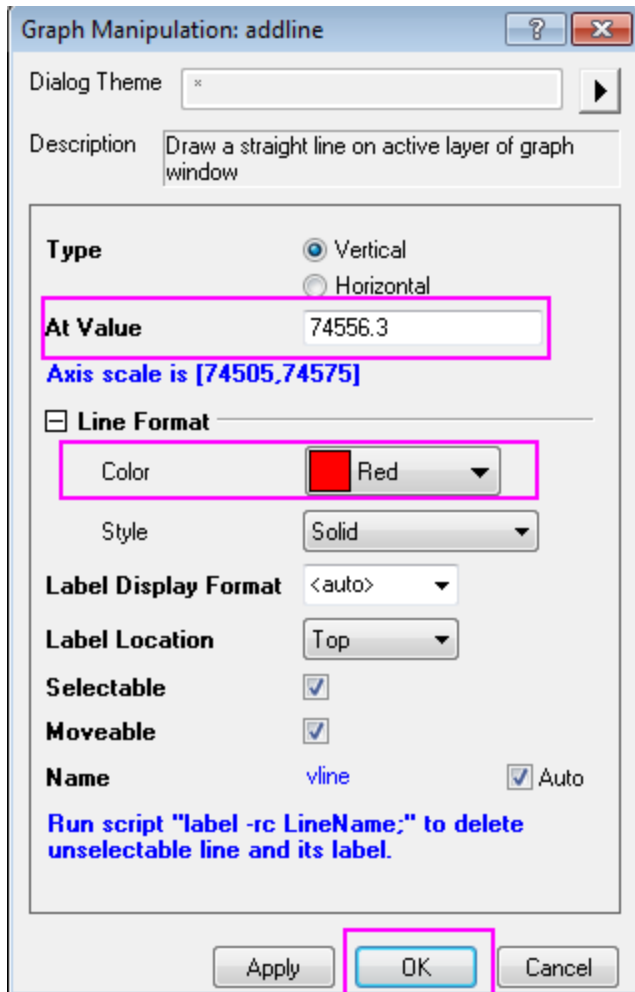 Graph Manipulation: addline
Dialog Theme *
Description Draw a straight line on active layer of graph
window
Type Vertical
Horizontal
At Value 74556.3
Axis scale is [74505,74575]
Line Format
Color Red
Style Solid
Label Display Format <auto>
Label Location Top
Selectable
Moveable
Name vline Auto
Run script "label -rc LineName;" to delete
unselectable line and its label.
Apply OK Cancel